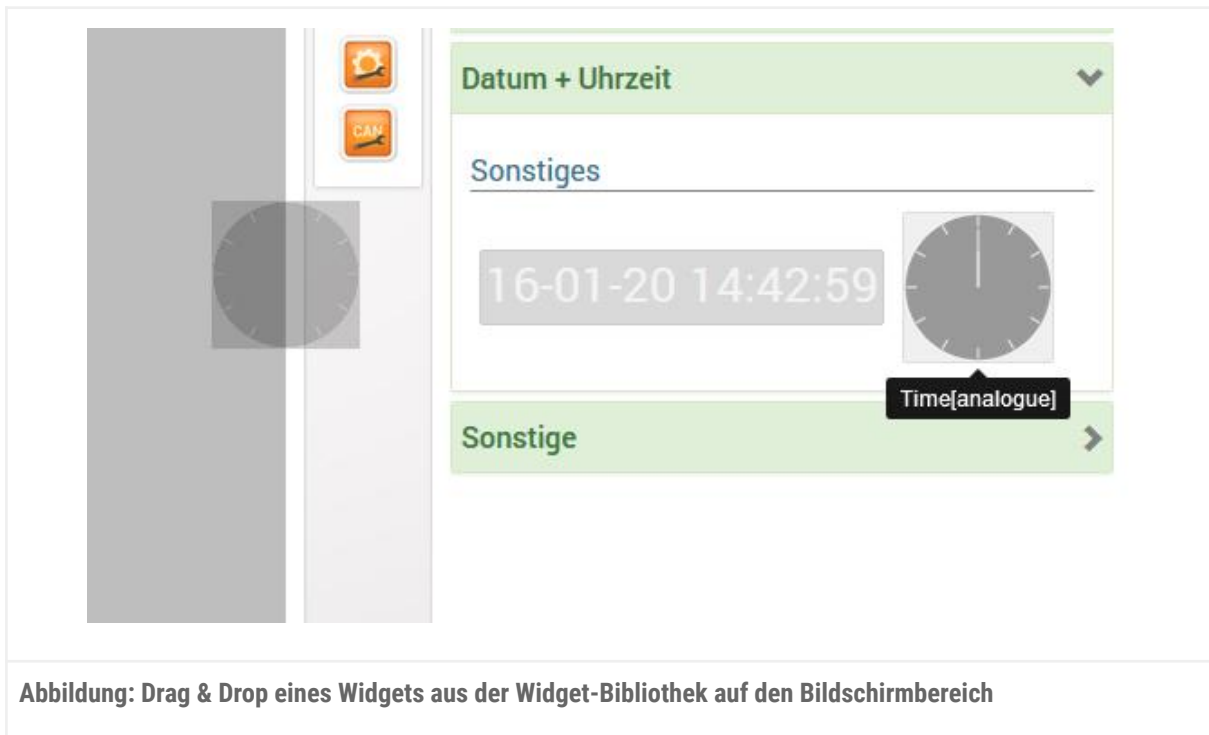 Datum + Uhrzeit
CAN
Sonstiges
16-01-20 14:42:59
Time[analogue]
Sonstige
Abbildung: Drag & Drop eines Widgets aus der Widget-Bibliothek auf den Bildschirmbereich